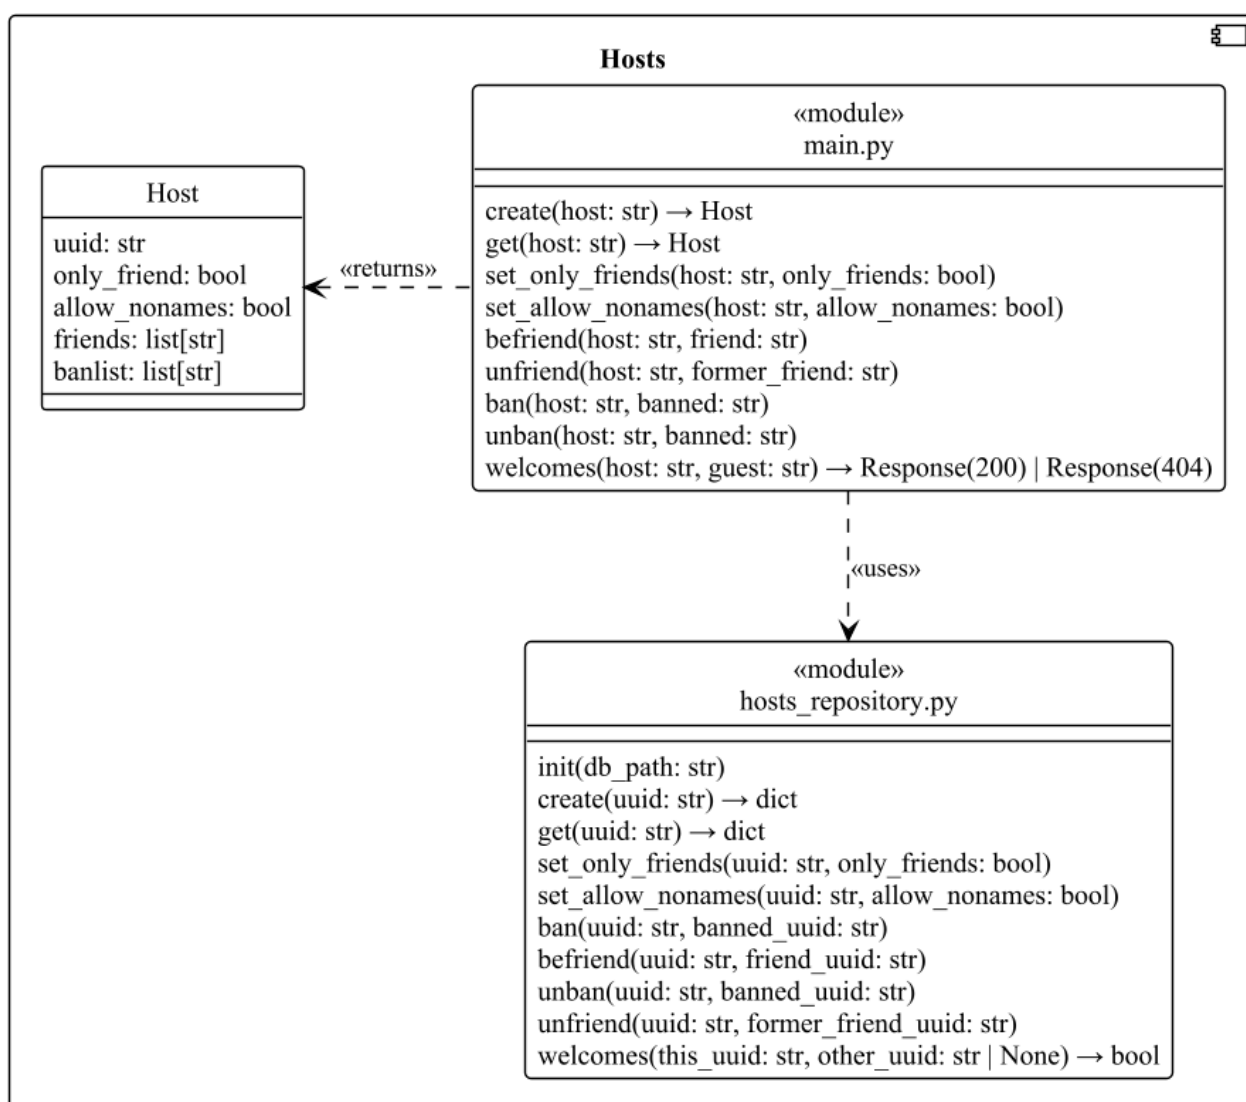 Hosts
«module»
main.py
create(host: str) → Host
get(host: str) → Host
set_only_friends(host: str, only_friends: bool)
set_allow_nonames(host: str, allow_nonames: bool)
befriend(host: str, friend: str)
unfriend(host: str, former_friend: str)
ban(host: str, banned: str)
unban(host: str, banned: str)
welcomes(host: str, guest: str) → Response(200) | Response(404)
Host
uuid: str
only_friend: bool
allow_nonames: bool
friends: list[str]
banlist: list[str]
«returns»
«uses»
«module»
hosts_repository.py
init(db_path: str)
create(uuid: str) → dict
get(uuid: str) → dict
set_only_friends(uuid: str, only_friends: bool)
set_allow_nonames(uuid: str, allow_nonames: bool)
ban(uuid: str, banned_uuid: str)
befriend(uuid: str, friend_uuid: str)
unban(uuid: str, banned_uuid: str)
unfriend(uuid: str, former_friend_uuid: str)
welcomes(this_uuid: str, other_uuid: str | None) → bool